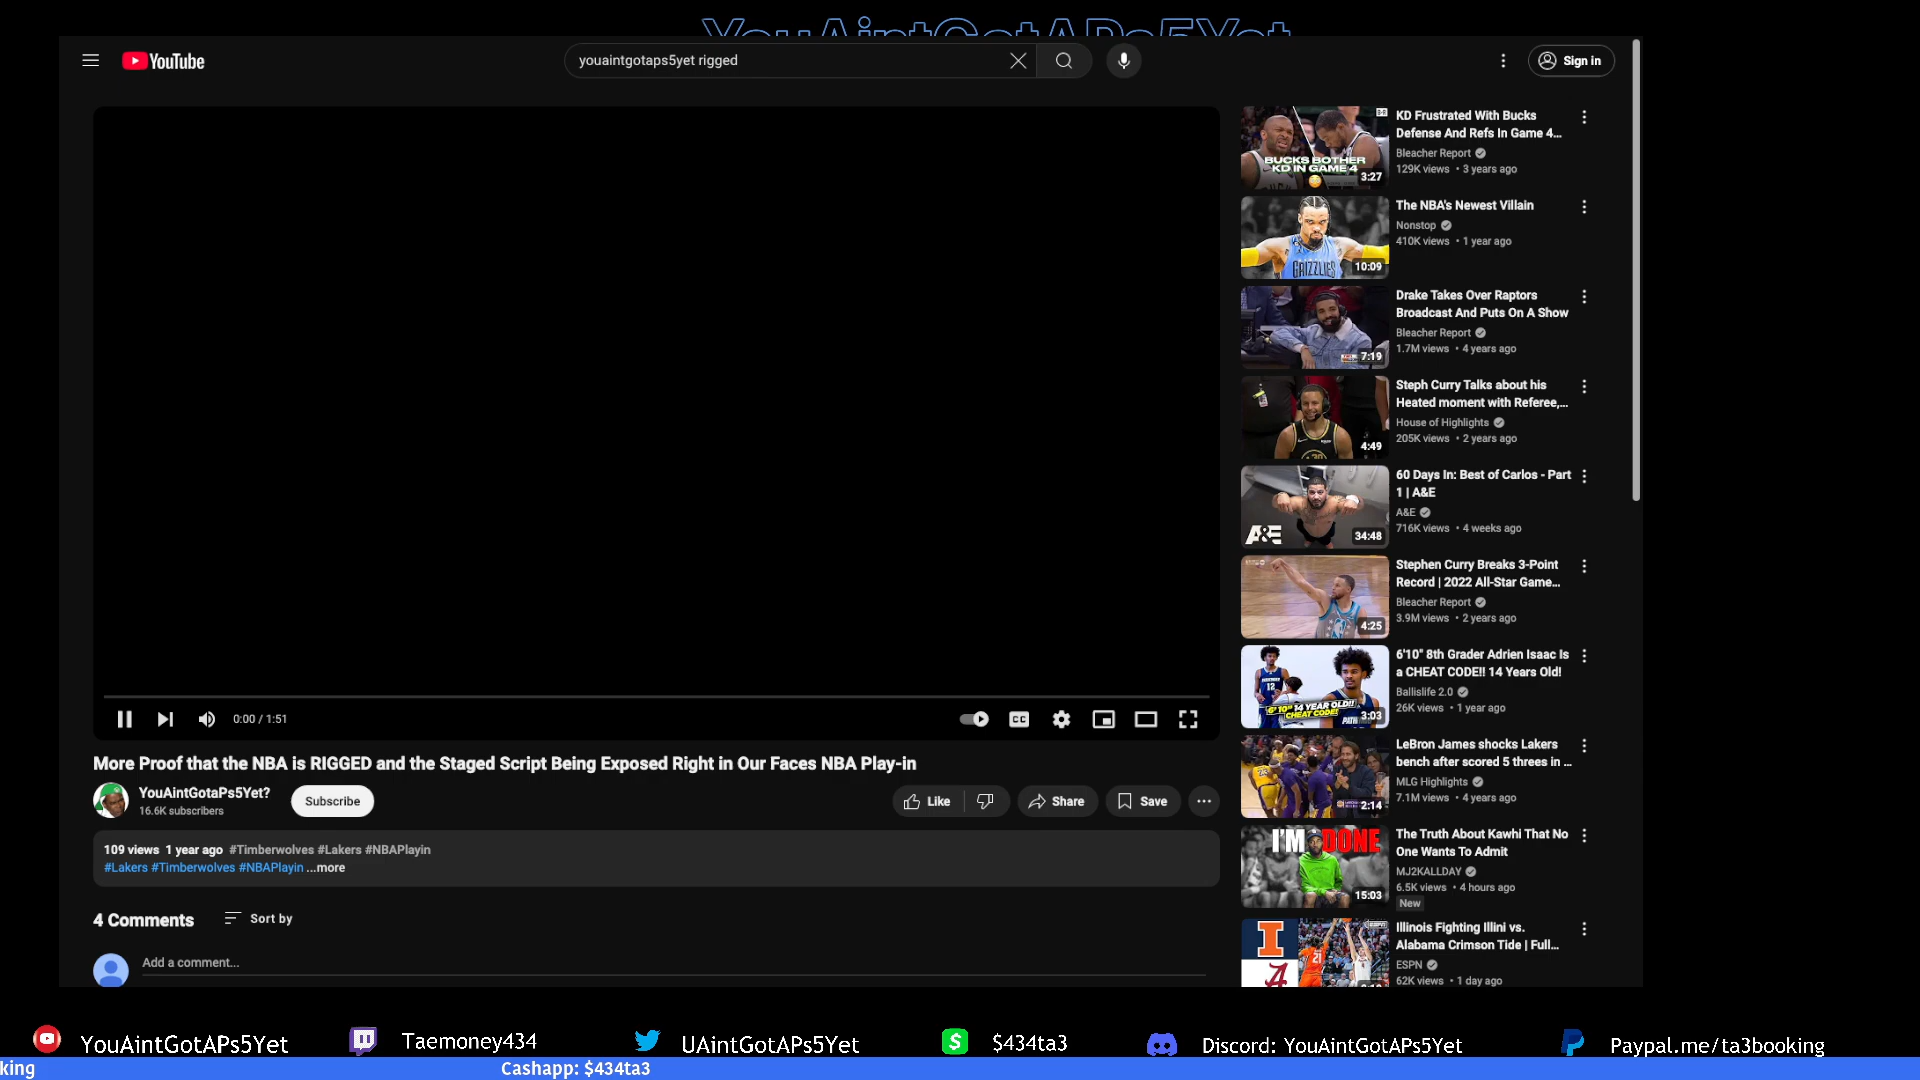 YouAintGotAPs5Yet
YouTube
youaintgotaps5yet rigged
Sign in
BUCKS BOTHER
KD IN GAME 4
3:27
KD Frustrated With Bucks
Defense And Refs In Game 4...
Bleacher Report
129K views • 3 years ago
GRIZZLIES
10:09
The NBA's Newest Villain
Nonstop
410K views • 1 year ago
7:19
Drake Takes Over Raptors
Broadcast And Puts On A Show
Bleacher Report
1.7M views • 4 years ago
4:49
Steph Curry Talks about his
Heated moment with Referee,...
House of Highlights
205K views • 2 years ago
A&E
34:48
60 Days In: Best of Carlos - Part
1 | A&E
A&E
716K views • 4 weeks ago
4:25
Stephen Curry Breaks 3-Point
Record | 2022 All-Star Game...
Bleacher Report
3.9M views • 2 years ago
12
6'10" 14 YEAR OLD!!
CHEAT CODE!
3:03
6'10" 8th Grader Adrien Isaac Is
a CHEAT CODE!! 14 Years Old!
Ballislife 2.0
26K views • 1 year ago
2:14
LeBron James shocks Lakers
bench after scored 5 threes in ...
MLG Highlights
7.1M views • 4 years ago
I'M DONE
15:03
The Truth About Kawhi That No
One Wants To Admit
MJ2KALLDAY
6.5K views • 4 hours ago
New
I
A
21
ESPN
Illinois Fighting Illini vs.
Alabama Crimson Tide | Full...
ESPN
62K views • 1 day ago
0:00 / 1:51
CC
More Proof that the NBA is RIGGED and the Staged Script Being Exposed Right in Our Faces NBA Play-in
YouAintGotaPs5Yet?
16.6K subscribers
Subscribe
Like
Share
Save
109 views 1 year ago #Timberwolves #Lakers #NBAPlayin
#Lakers #Timberwolves #NBAPlayin ...more
4 Comments
Sort by
Add a comment...
YouAintGotAPs5Yet
Taemoney434
UAintGotAPs5Yet
$434ta3
Discord: YouAintGotAPs5Yet
Paypal.me/ta3booking
king
Cashapp: $434ta3